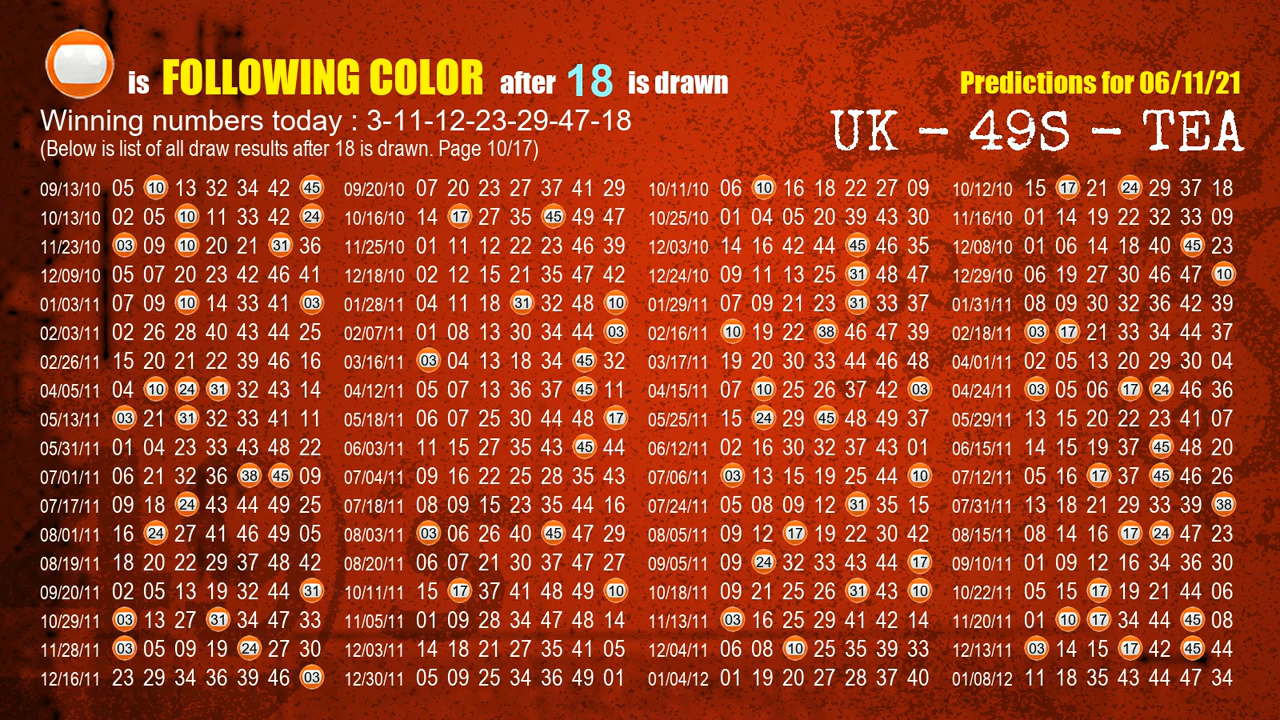 is FOLLOWING COLOR after 18 is drawn
Predictions for 06/11/21
Winning numbers today : 3-11-12-23-29-47-18
UK - 49S - TEA
(Below is list of all draw results after 18 is drawn. Page 10/17)
09/13/10 05 10 13 32 34 42 45 09/20/10 07 20 23 27 37 41 29 10/11/10 06 10 16 18 22 27 09 10/12/10 15 17 21 24 29 37 18
10/13/10 02 05 10 11 33 42 24 10/16/10 14 17 27 35 45 49 47 10/25/10 01 04 05 20 39 43 30 11/16/10 01 14 19 22 32 33 09
11/23/10 03 09 10 20 21 31 36 11/25/10 01 11 12 22 23 46 39 12/03/10 14 16 42 44 45 46 35 12/08/10 01 06 14 18 40 45 23
12/09/10 05 07 20 23 42 46 41 12/18/10 02 12 15 21 35 47 42 12/24/10 09 11 13 25 31 48 47 12/29/10 06 19 27 30 46 47 10
01/03/11 07 09 10 14 33 41 03 01/28/11 04 11 18 31 32 48 10 01/29/11 07 09 21 23 31 33 37 01/31/11 08 09 30 32 36 42 39
02/03/11 02 26 28 40 43 44 25 02/07/11 01 08 13 30 34 44 03 02/16/11 10 19 22 38 46 47 39 02/18/11 03 17 21 33 34 44 37
02/26/11 15 20 21 22 39 46 16 03/16/11 03 04 13 18 34 45 32 03/17/11 19 20 30 33 44 46 48 04/01/11 02 05 13 20 29 30 04
04/05/11 04 10 24 31 32 43 14 04/12/11 05 07 13 36 37 45 11 04/15/11 07 10 25 26 37 42 03 04/24/11 03 05 06 17 24 46 36
05/13/11 03 21 31 32 33 41 11 05/18/11 06 07 25 30 44 48 17 05/25/11 15 24 29 45 48 49 37 05/29/11 13 15 20 22 23 41 07
05/31/11 01 04 23 33 43 48 22 06/03/11 11 15 27 35 43 45 44 06/12/11 02 16 30 32 37 43 01 06/15/11 14 15 19 37 45 48 20
07/01/11 06 21 32 36 38 45 09 07/04/11 09 16 22 25 28 35 43 07/06/11 03 13 15 19 25 44 10 07/12/11 05 16 17 37 45 46 26
07/17/11 09 18 24 43 44 49 25 07/18/11 08 09 15 23 35 44 16 07/24/11 05 08 09 12 31 35 15 07/31/11 13 18 21 29 33 39 38
08/01/11 16 24 27 41 46 49 05 08/03/11 03 06 26 40 45 47 29 08/05/11 09 12 17 19 22 30 42 08/15/11 08 14 16 17 24 47 23
08/19/11 18 20 22 29 37 48 42 08/20/11 06 07 21 30 37 47 27 09/05/11 09 24 32 33 43 44 17 09/10/11 01 09 12 16 34 36 30
09/20/11 02 05 13 19 32 44 31 10/11/11 15 17 37 41 48 49 10 10/18/11 09 21 25 26 31 43 10 10/22/11 05 15 17 19 21 44 06
10/29/11 03 13 27 31 34 47 33 11/05/11 01 09 28 34 47 48 14 11/13/11 03 16 25 29 41 42 14 11/20/11 01 10 17 34 44 45 08
11/28/11 03 05 09 19 24 27 30 12/03/11 14 18 21 27 35 41 05 12/04/11 06 08 10 25 35 39 33 12/13/11 03 14 15 17 42 45 44
12/16/11 23 29 34 36 39 46 03 12/30/11 05 09 25 34 36 49 01 01/04/12 01 19 20 27 28 37 40 01/08/12 11 18 35 43 44 47 34